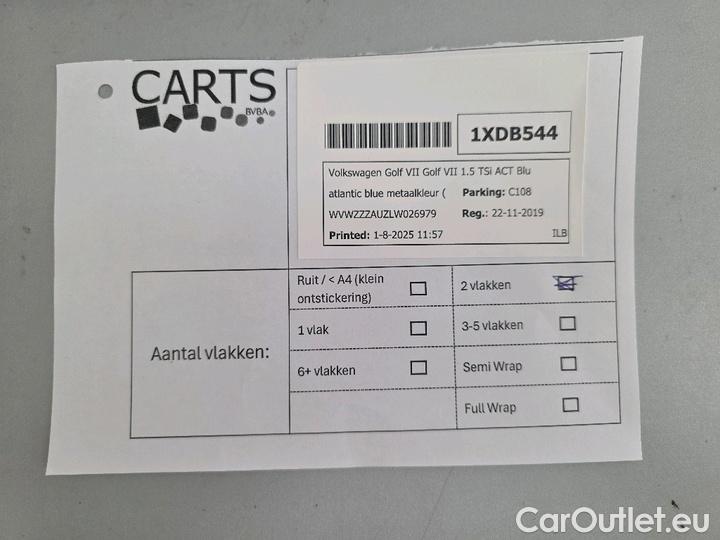 CARTS
BVBA
1XDB544
Volkswagen Golf VII Golf VII 1.5 TSi ACT Blu
atlantic blue metaalkleur ( Parking: C108
WVWZZZAUZLW026979 Reg.: 22-11-2019
Printed: 1-8-2025 11:57 ILB
Aantal vlakken:
Ruit / < A4 (klein
ontstickering)
2 vlakken
1 vlak
3-5 vlakken
6+ vlakken
Semi Wrap
Full Wrap
CarOutlet.eu